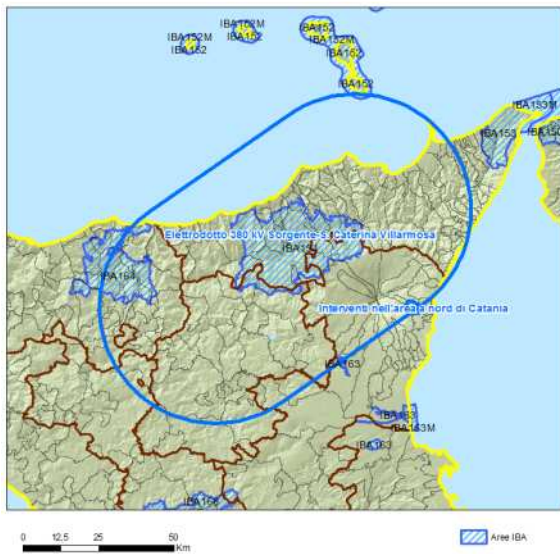 IBA152M
IBA152
IBA152M
IBA152
IBA152
IBA152M
IBA152
IBA152
IBA153M
IBA153
Elettrodotto 380 kV Sorgente-S. Caterina Villarmosa
IBA164
Interventi nell'area a nord di Catania
IBA163
IBA163
IBA163M
IBA163
IBA166
0 12,5 25 50
Km
Aree IBA